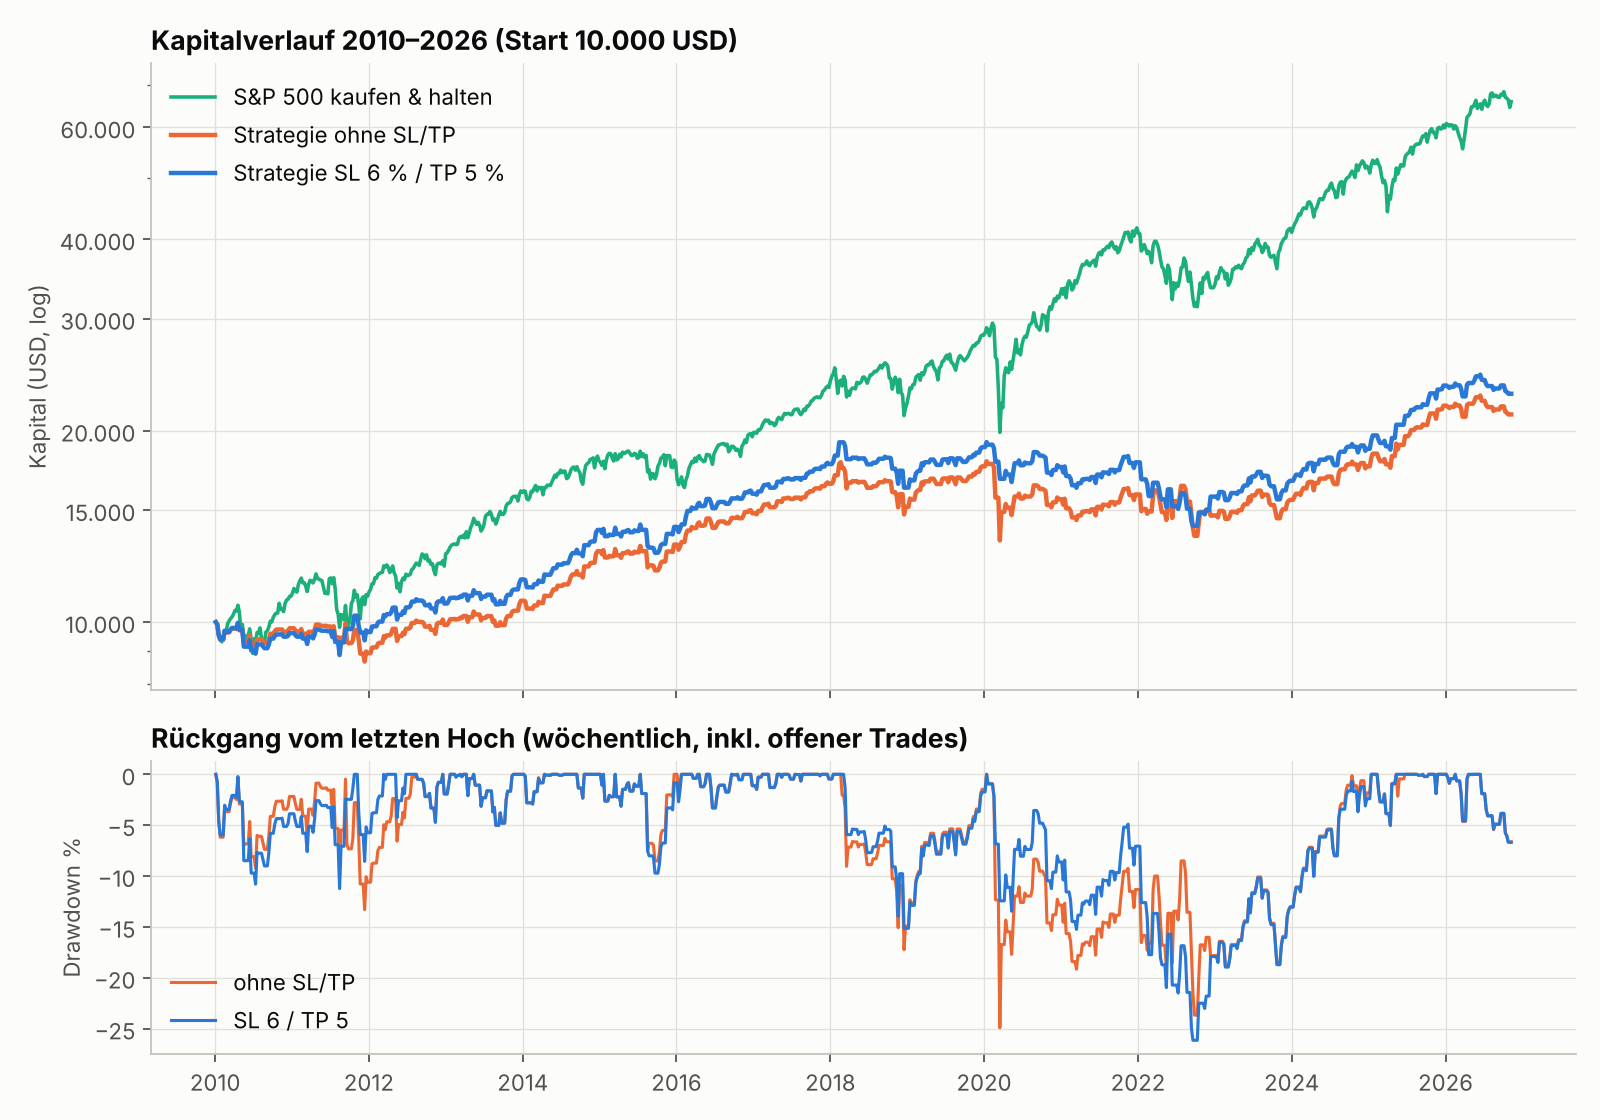 Kapitalverlauf 2010–2026 (Start 10.000 USD)
S&P 500 kaufen & halten
Strategie ohne SL/TP
Strategie SL 6 % / TP 5 %
Kapital (USD, log)
60.000
40.000
30.000
20.000
15.000
10.000
Rückgang vom letzten Hoch (wöchentlich, inkl. offener Trades)
Drawdown %
0
−5
−10
−15
−20
−25
ohne SL/TP
SL 6 / TP 5
2010 2012 2014 2016 2018 2020 2022 2024 2026